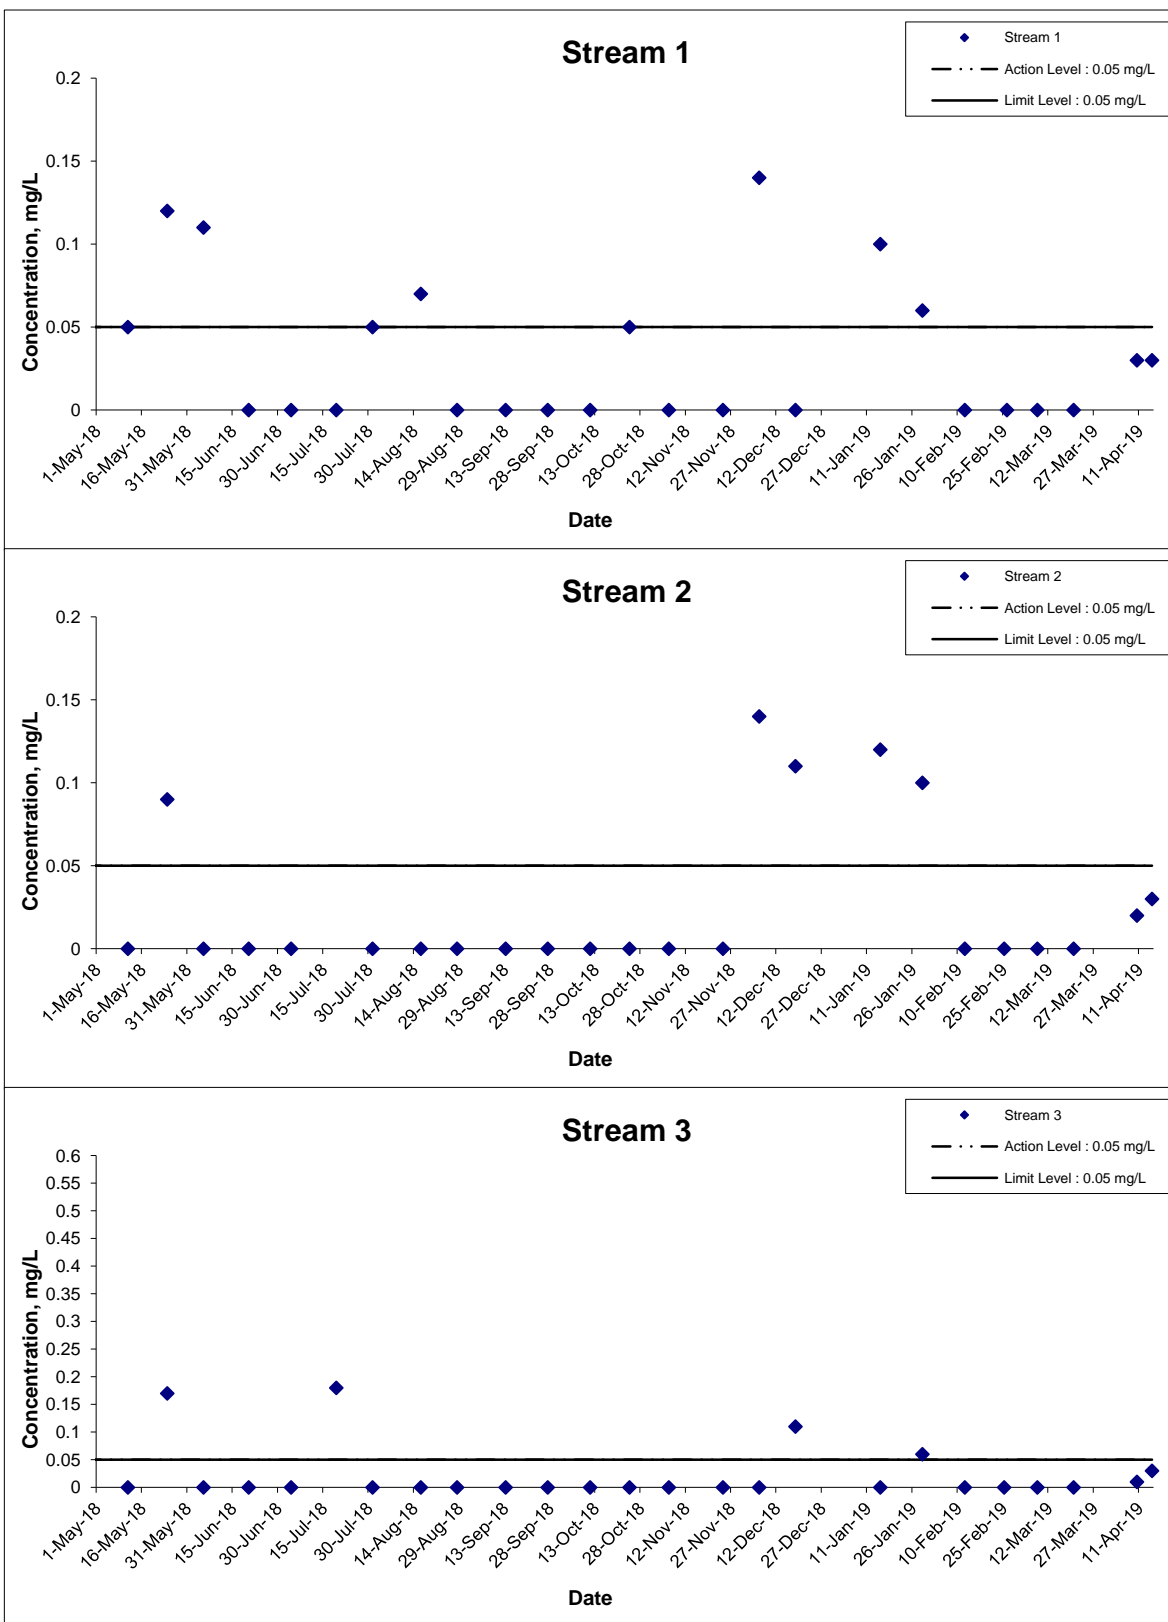 Stream 1
Stream 1
Action Level : 0.05 mg/L
Limit Level : 0.05 mg/L
Concentration, mg/L
0.2
0.15
0.1
0.05
0
1-May-18
16-May-18
31-May-18
15-Jun-18
30-Jun-18
15-Jul-18
30-Jul-18
14-Aug-18
29-Aug-18
13-Sep-18
28-Sep-18
13-Oct-18
28-Oct-18
12-Nov-18
27-Nov-18
12-Dec-18
27-Dec-18
11-Jan-19
26-Jan-19
10-Feb-19
25-Feb-19
12-Mar-19
27-Mar-19
11-Apr-19
Date
Stream 2
Stream 2
Action Level : 0.05 mg/L
Limit Level : 0.05 mg/L
Concentration, mg/L
0.2
0.15
0.1
0.05
0
1-May-18
16-May-18
31-May-18
15-Jun-18
30-Jun-18
15-Jul-18
30-Jul-18
14-Aug-18
29-Aug-18
13-Sep-18
28-Sep-18
13-Oct-18
28-Oct-18
12-Nov-18
27-Nov-18
12-Dec-18
27-Dec-18
11-Jan-19
26-Jan-19
10-Feb-19
25-Feb-19
12-Mar-19
27-Mar-19
11-Apr-19
Date
Stream 3
Stream 3
Action Level : 0.05 mg/L
Limit Level : 0.05 mg/L
Concentration, mg/L
0.6
0.55
0.5
0.45
0.4
0.35
0.3
0.25
0.2
0.15
0.1
0.05
0
1-May-18
16-May-18
31-May-18
15-Jun-18
30-Jun-18
15-Jul-18
30-Jul-18
14-Aug-18
29-Aug-18
13-Sep-18
28-Sep-18
13-Oct-18
28-Oct-18
12-Nov-18
27-Nov-18
12-Dec-18
27-Dec-18
11-Jan-19
26-Jan-19
10-Feb-19
25-Feb-19
12-Mar-19
27-Mar-19
11-Apr-19
Date